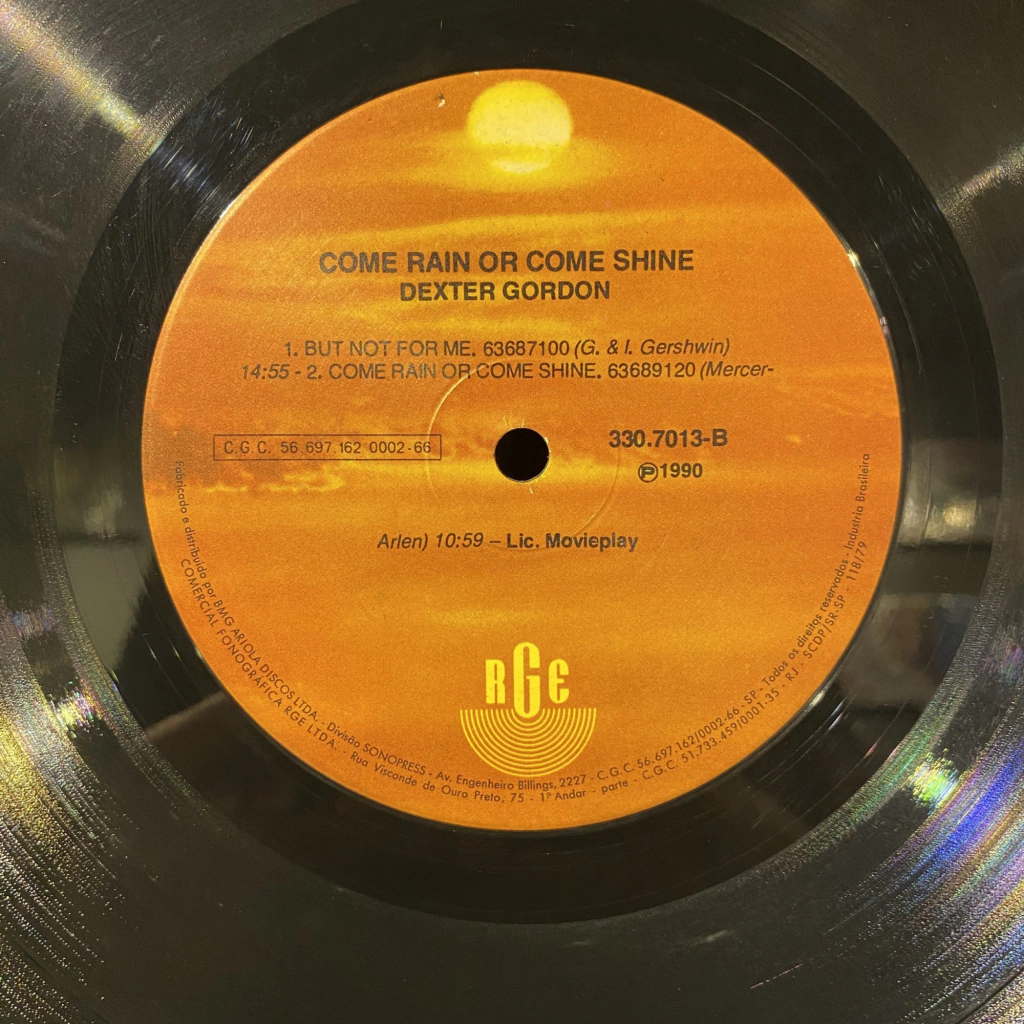 COME RAIN OR COME SHINE
DEXTER GORDON
1. BUT NOT FOR ME. 63687100 (G. & I. Gershwin)
14:55 - 2. COME RAIN OR COME SHINE. 63689120 (Mercer-
C.G.C. 56.697.162 0002-66
330.7013-B
Ⓟ1990
Arlen) 10:59 – Lic. Movieplay
RGE
Fabricado e distribuido por BMG ARIOLA DISCOS LTDA. - Divisão SONOPRESS - Av. Engenheiro Billings, 2227 - C.G.C. 56.697.162/0002-66 - SP - Todos os direitos reservados - Industria Brasileira
COMERCIAL FONOGRÁFICA RGE LTDA. - Rua Visconde de Ouro Preto, 75 - 1º Andar - parte - C.G.C. 51.733.459/0001-35 - RJ - SCDP/SR-SP - 118/79